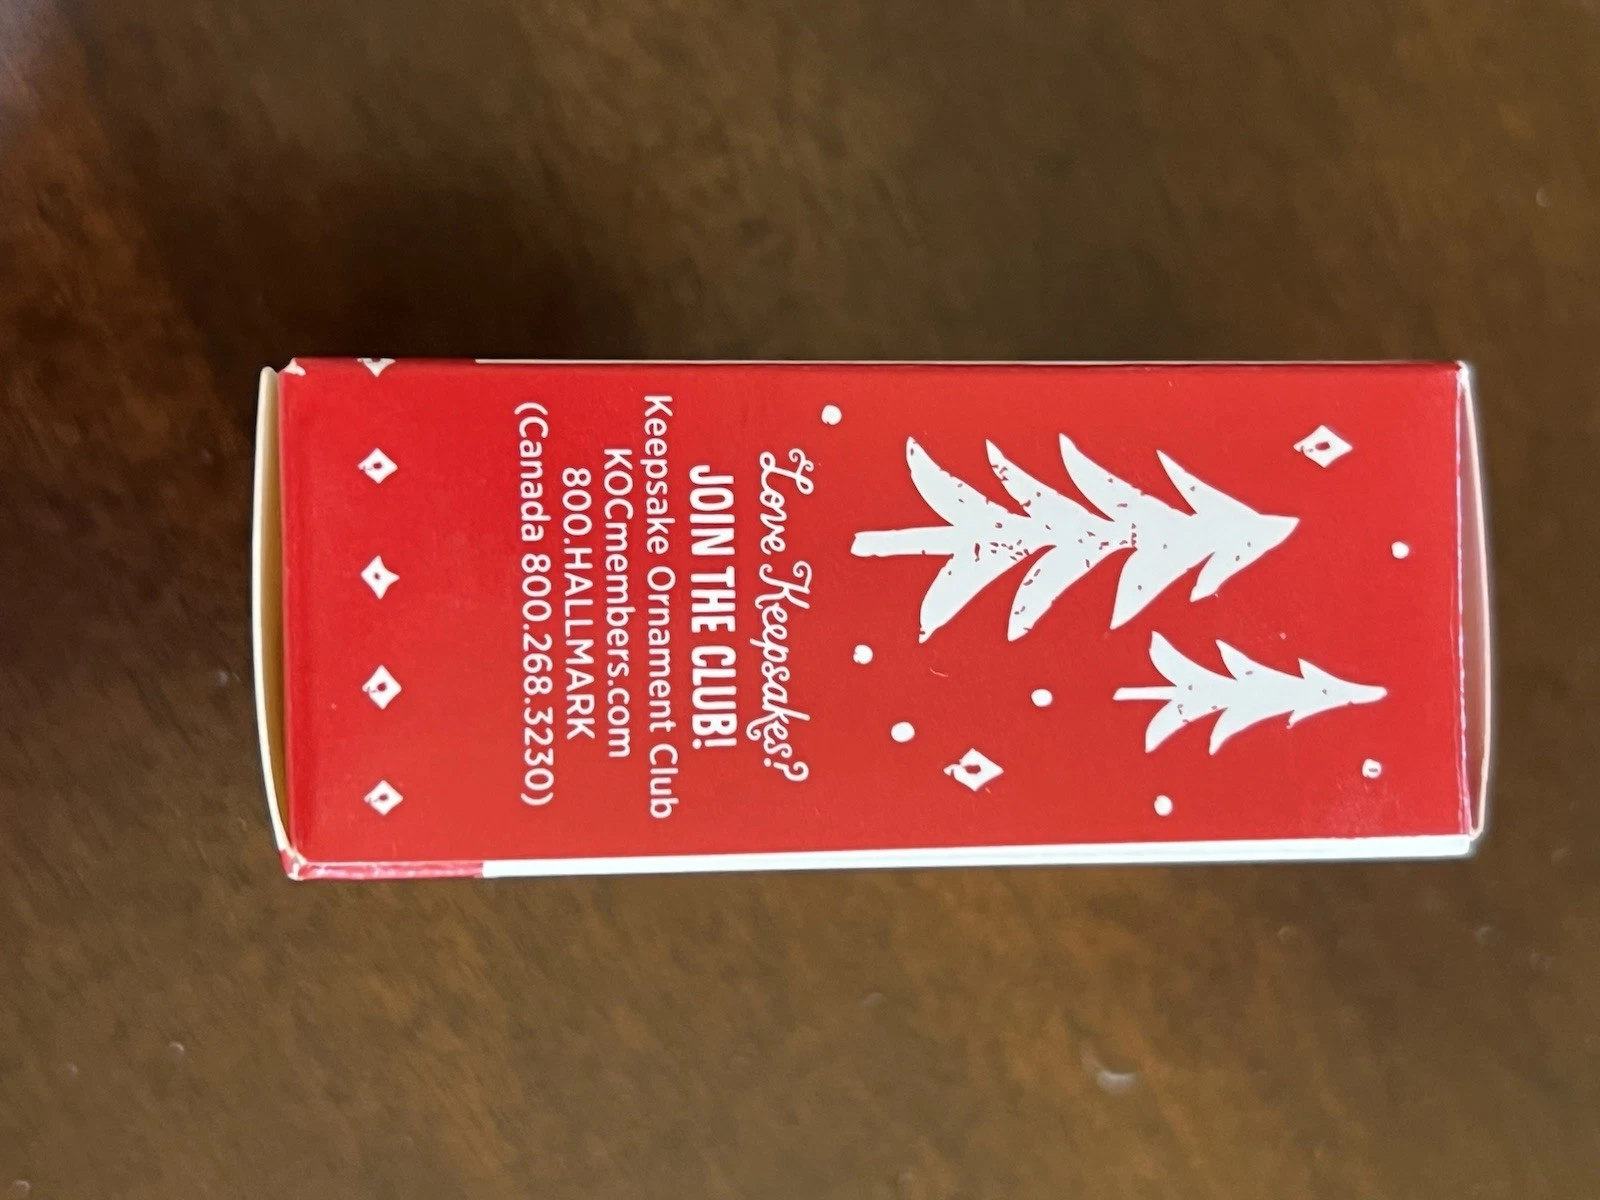 Love Keepsakes?
JOIN THE CLUB!
Keepsake Ornament Club
KOCmembers.com
800.HALLMARK
(Canada 800.268.3230)